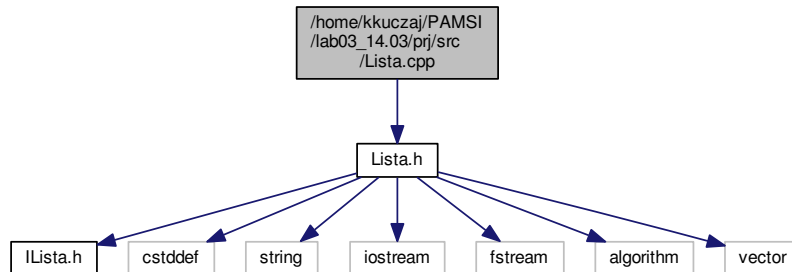 /home/kkuczaj/PAMSI
/lab03_14.03/prj/src
/Lista.cpp
Lista.h
ILista.h
cstddef
string
iostream
fstream
algorithm
vector